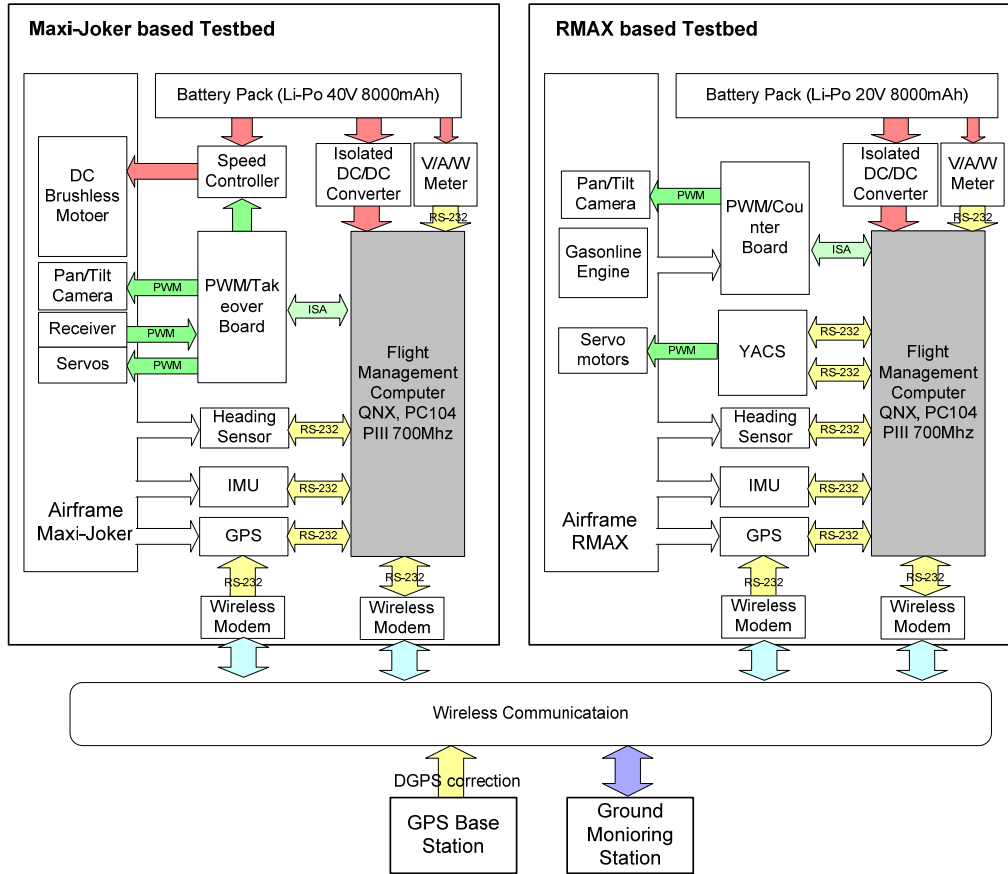 Maxi-Joker based Testbed
Battery Pack (Li-Po 40V 8000mAh)
DC
Brushless
Motoer
Speed
Controller
Isolated
DC/DC
Converter
V/A/W
Meter
RS-232
Pan/Tilt
Camera
PWM
Receiver
PWM
Servos
PWM
PWM/Tak
eover
Board
ISA
Flight
Management
Computer
QNX, PC104
PIII 700Mhz
Heading
Sensor
RS-232
IMU
RS-232
GPS
RS-232
Airframe
Maxi-Joker
RS-232
RS-232
Wireless
Modem
Wireless
Modem
RMAX based Testbed
Battery Pack (Li-Po 20V 8000mAh)
Pan/Tilt
Camera
PWM
PWM/Cou
nter
Board
Isolated
DC/DC
Converter
V/A/W
Meter
RS-232
Gasonline
Engine
ISA
Servo
motors
PWM
YACS
RS-232
RS-232
Flight
Management
Computer
QNX, PC104
PIII 700Mhz
Heading
Sensor
RS-232
IMU
RS-232
GPS
RS-232
Airframe
RMAX
RS-232
RS-232
Wireless
Modem
Wireless
Modem
Wireless Communicataion
DGPS correction
GPS Base
Station
Ground
Monioring
Station